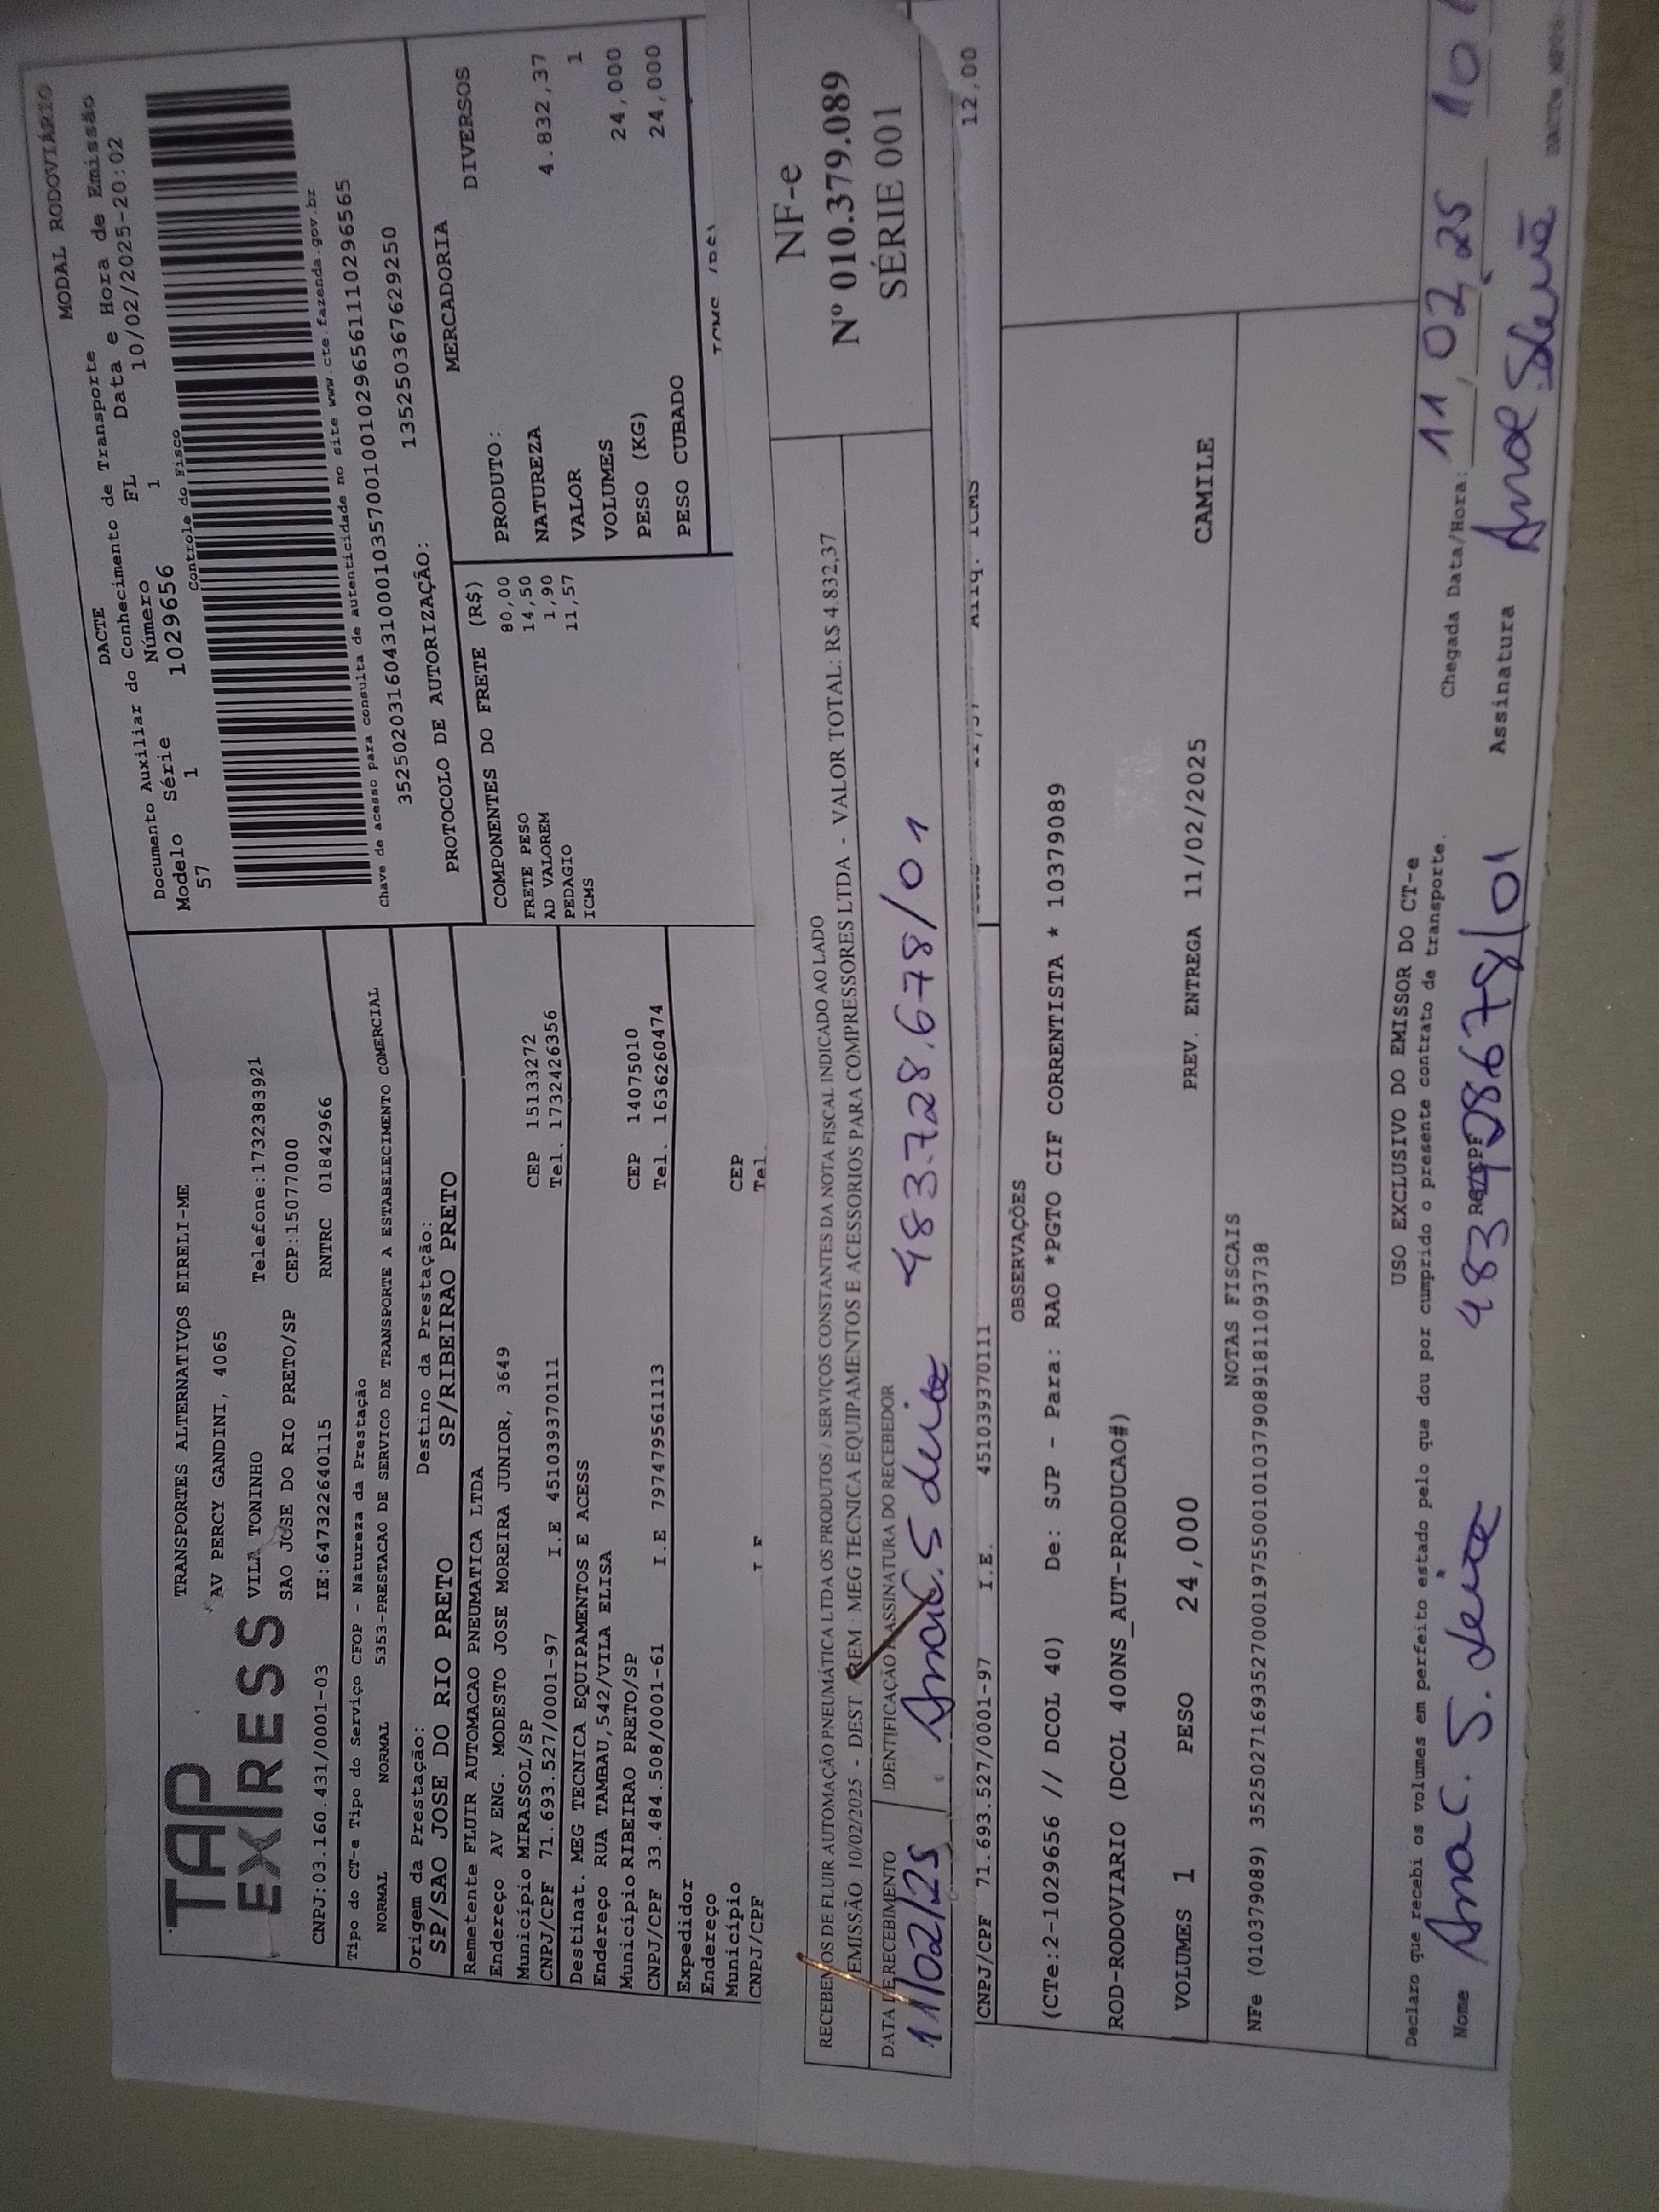 TAP
EXPRESS
TRANSPORTES ALTERNATIVOS EIRELI-ME
AV PERCY GANDINI, 4065
VILA TONINHO Telefone:1732383921
SAO JOSE DO RIO PRETO/SP CEP:15077000
CNPJ:03.160.431/0001-03 IE:647322640115 RNTRC 01842966
Tipo do CT-e Tipo do Serviço CFOP - Natureza da Prestação
NORMAL NORMAL 5353-PRESTACAO DE SERVICO DE TRANSPORTE A ESTABELECIMENTO COMERCIAL
Origem da Prestação: Destino da Prestação:
SP/SAO JOSE DO RIO PRETO SP/RIBEIRAO PRETO
Remetente FLUIR AUTOMACAO PNEUMATICA LTDA
Endereço AV ENG. MODESTO JOSE MOREIRA JUNIOR, 3649
Município MIRASSOL/SP CEP 15133272
CNPJ/CPF 71.693.527/0001-97 I.E 451039370111 Tel. 1732426356
Destinat. MEG TECNICA EQUIPAMENTOS E ACESS
Endereço RUA TAMBAU,542/VILA ELISA
Município RIBEIRAO PRETO/SP CEP 14075010
CNPJ/CPF 33.484.508/0001-61 I.E 797479561113 Tel. 1636260474
Expedidor
Endereço
Município CEP
CNPJ/CPF Tel.
MODAL RODOVIÁRIO
DACTE
Documento Auxiliar do Conhecimento de Transporte
Modelo Série Número FL Data e Hora de Emissão
57 1 1029656 1 10/02/2025-20:02
Controle do Fisco
Chave de acesso para consulta de autenticidade no site www.cte.fazenda.gov.br
35250203160431000103570010010296561110296565
PROTOCOLO DE AUTORIZAÇÃO: 135250367629250
COMPONENTES DO FRETE (R$)
FRETE PESO 80,00
AD VALOREM 14,50
PEDAGIO 1,90
ICMS 11,57
MERCADORIA
PRODUTO: DIVERSOS
NATUREZA
VALOR 4.832,37
VOLUMES 1
PESO (KG) 24,000
PESO CUBADO 24,000
RECEBEMOS DE FLUIR AUTOMAÇÃO PNEUMÁTICA LTDA OS PRODUTOS / SERVIÇOS CONSTANTES DA NOTA FISCAL INDICADO AO LADO
EMISSÃO: 10/02/2025 - DEST / REM: MEG TECNICA EQUIPAMENTOS E ACESSORIOS PARA COMPRESSORES LTDA - VALOR TOTAL: R$ 4.832,37
DATA DE RECEBIMENTO IDENTIFICAÇÃO E ASSINATURA DO RECEBEDOR
11/02/25 Ana C. S. Leite 483.728.678/01
NF-e
Nº 010.379.089
SÉRIE 001
CNPJ/CPF 71.693.527/0001-97 I.E. 451039370111 12,00
OBSERVAÇÕES
(CTe:2-1029656 // DCOL 40) De: SJP - Para: RAO *PGTO CIF CORRENTISTA * 10379089
ROD-RODOVIARIO (DCOL 400NS_AUT-PRODUCAO#)
VOLUMES 1 PESO 24,000 PREV. ENTREGA 11/02/2025 CAMILE
NOTAS FISCAIS
NFe (010379089) 35250271693527000197550010103790891811093738
USO EXCLUSIVO DO EMISSOR DO CT-e
Declaro que recebi os volumes em perfeito estado pelo que dou por cumprido o presente contrato de transporte.
Chegada Data/Hora: 11/02/25 10
Nome Ana C. S. Leite RG/CPF Assinatura